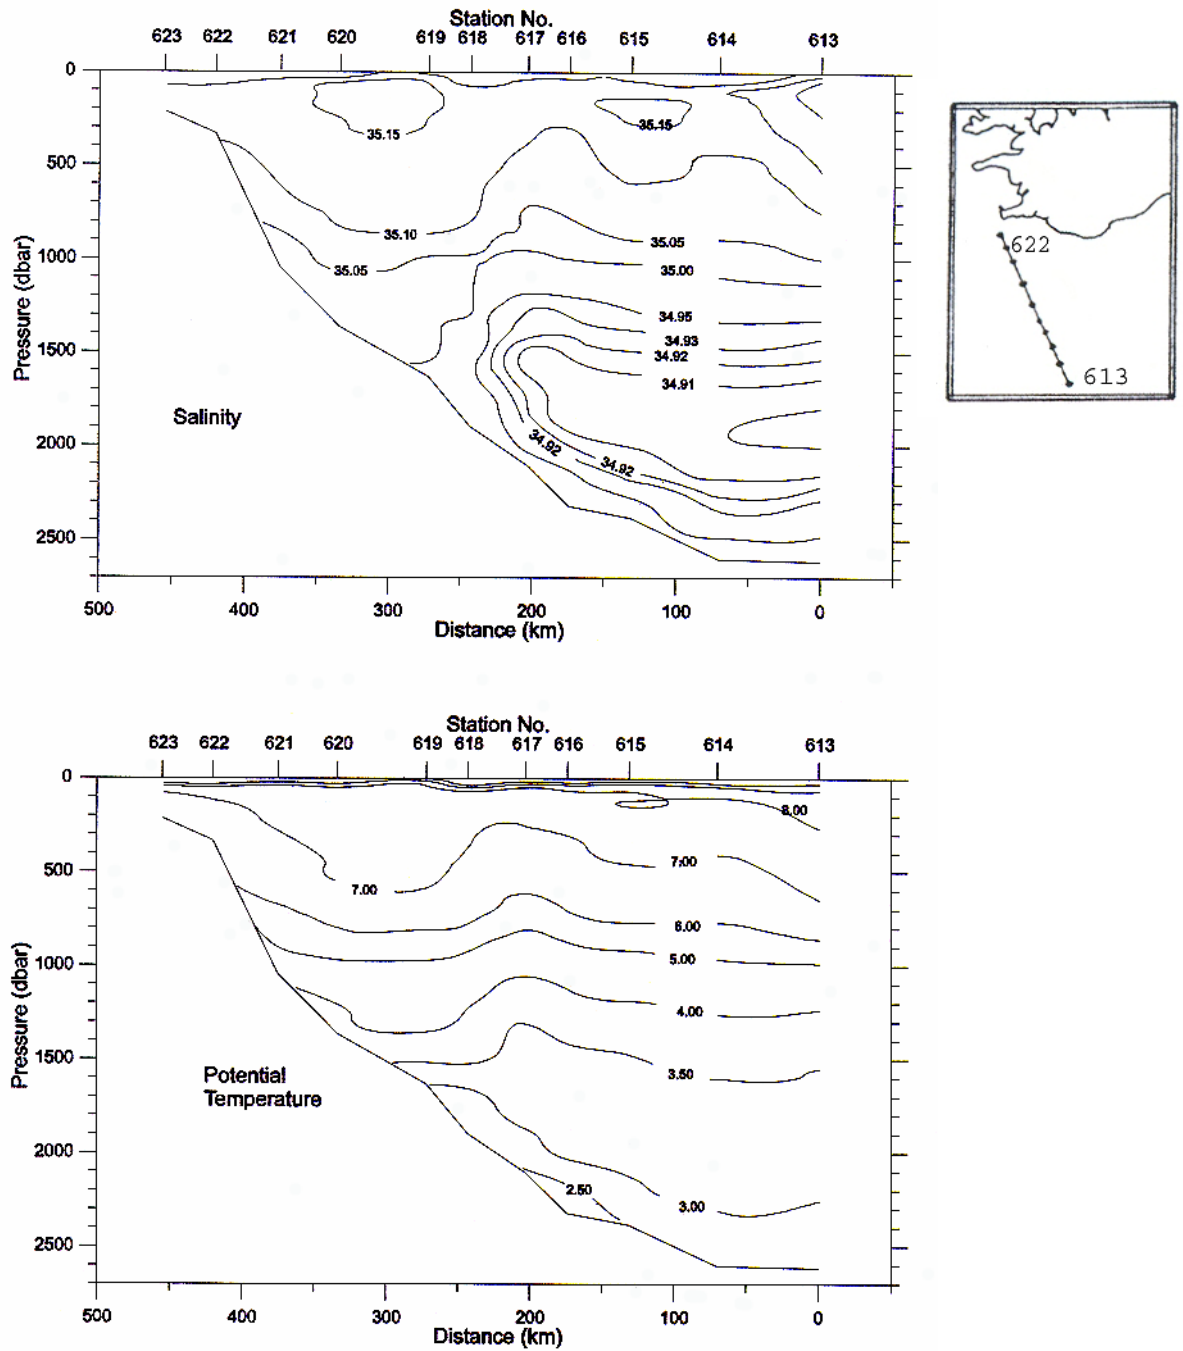 Station No.
623 622 621 620 619 618 617 616 615 614 613
0
500
1000
1500
2000
2500
Pressure (dbar)
35.15
35.15
35.10
35.05
35.05
35.00
34.95
34.93
34.92
34.91
34.92
34.92
Salinity
500 400 300 200 100 0
Distance (km)
622
613
Station No.
623 622 621 620 619 618 617 616 615 614 613
0
500
1000
1500
2000
2500
Pressure (dbar)
8.00
7.00
7.00
6.00
5.00
4.00
3.50
3.00
2.50
Potential
Temperature
500 400 300 200 100 0
Distance (km)